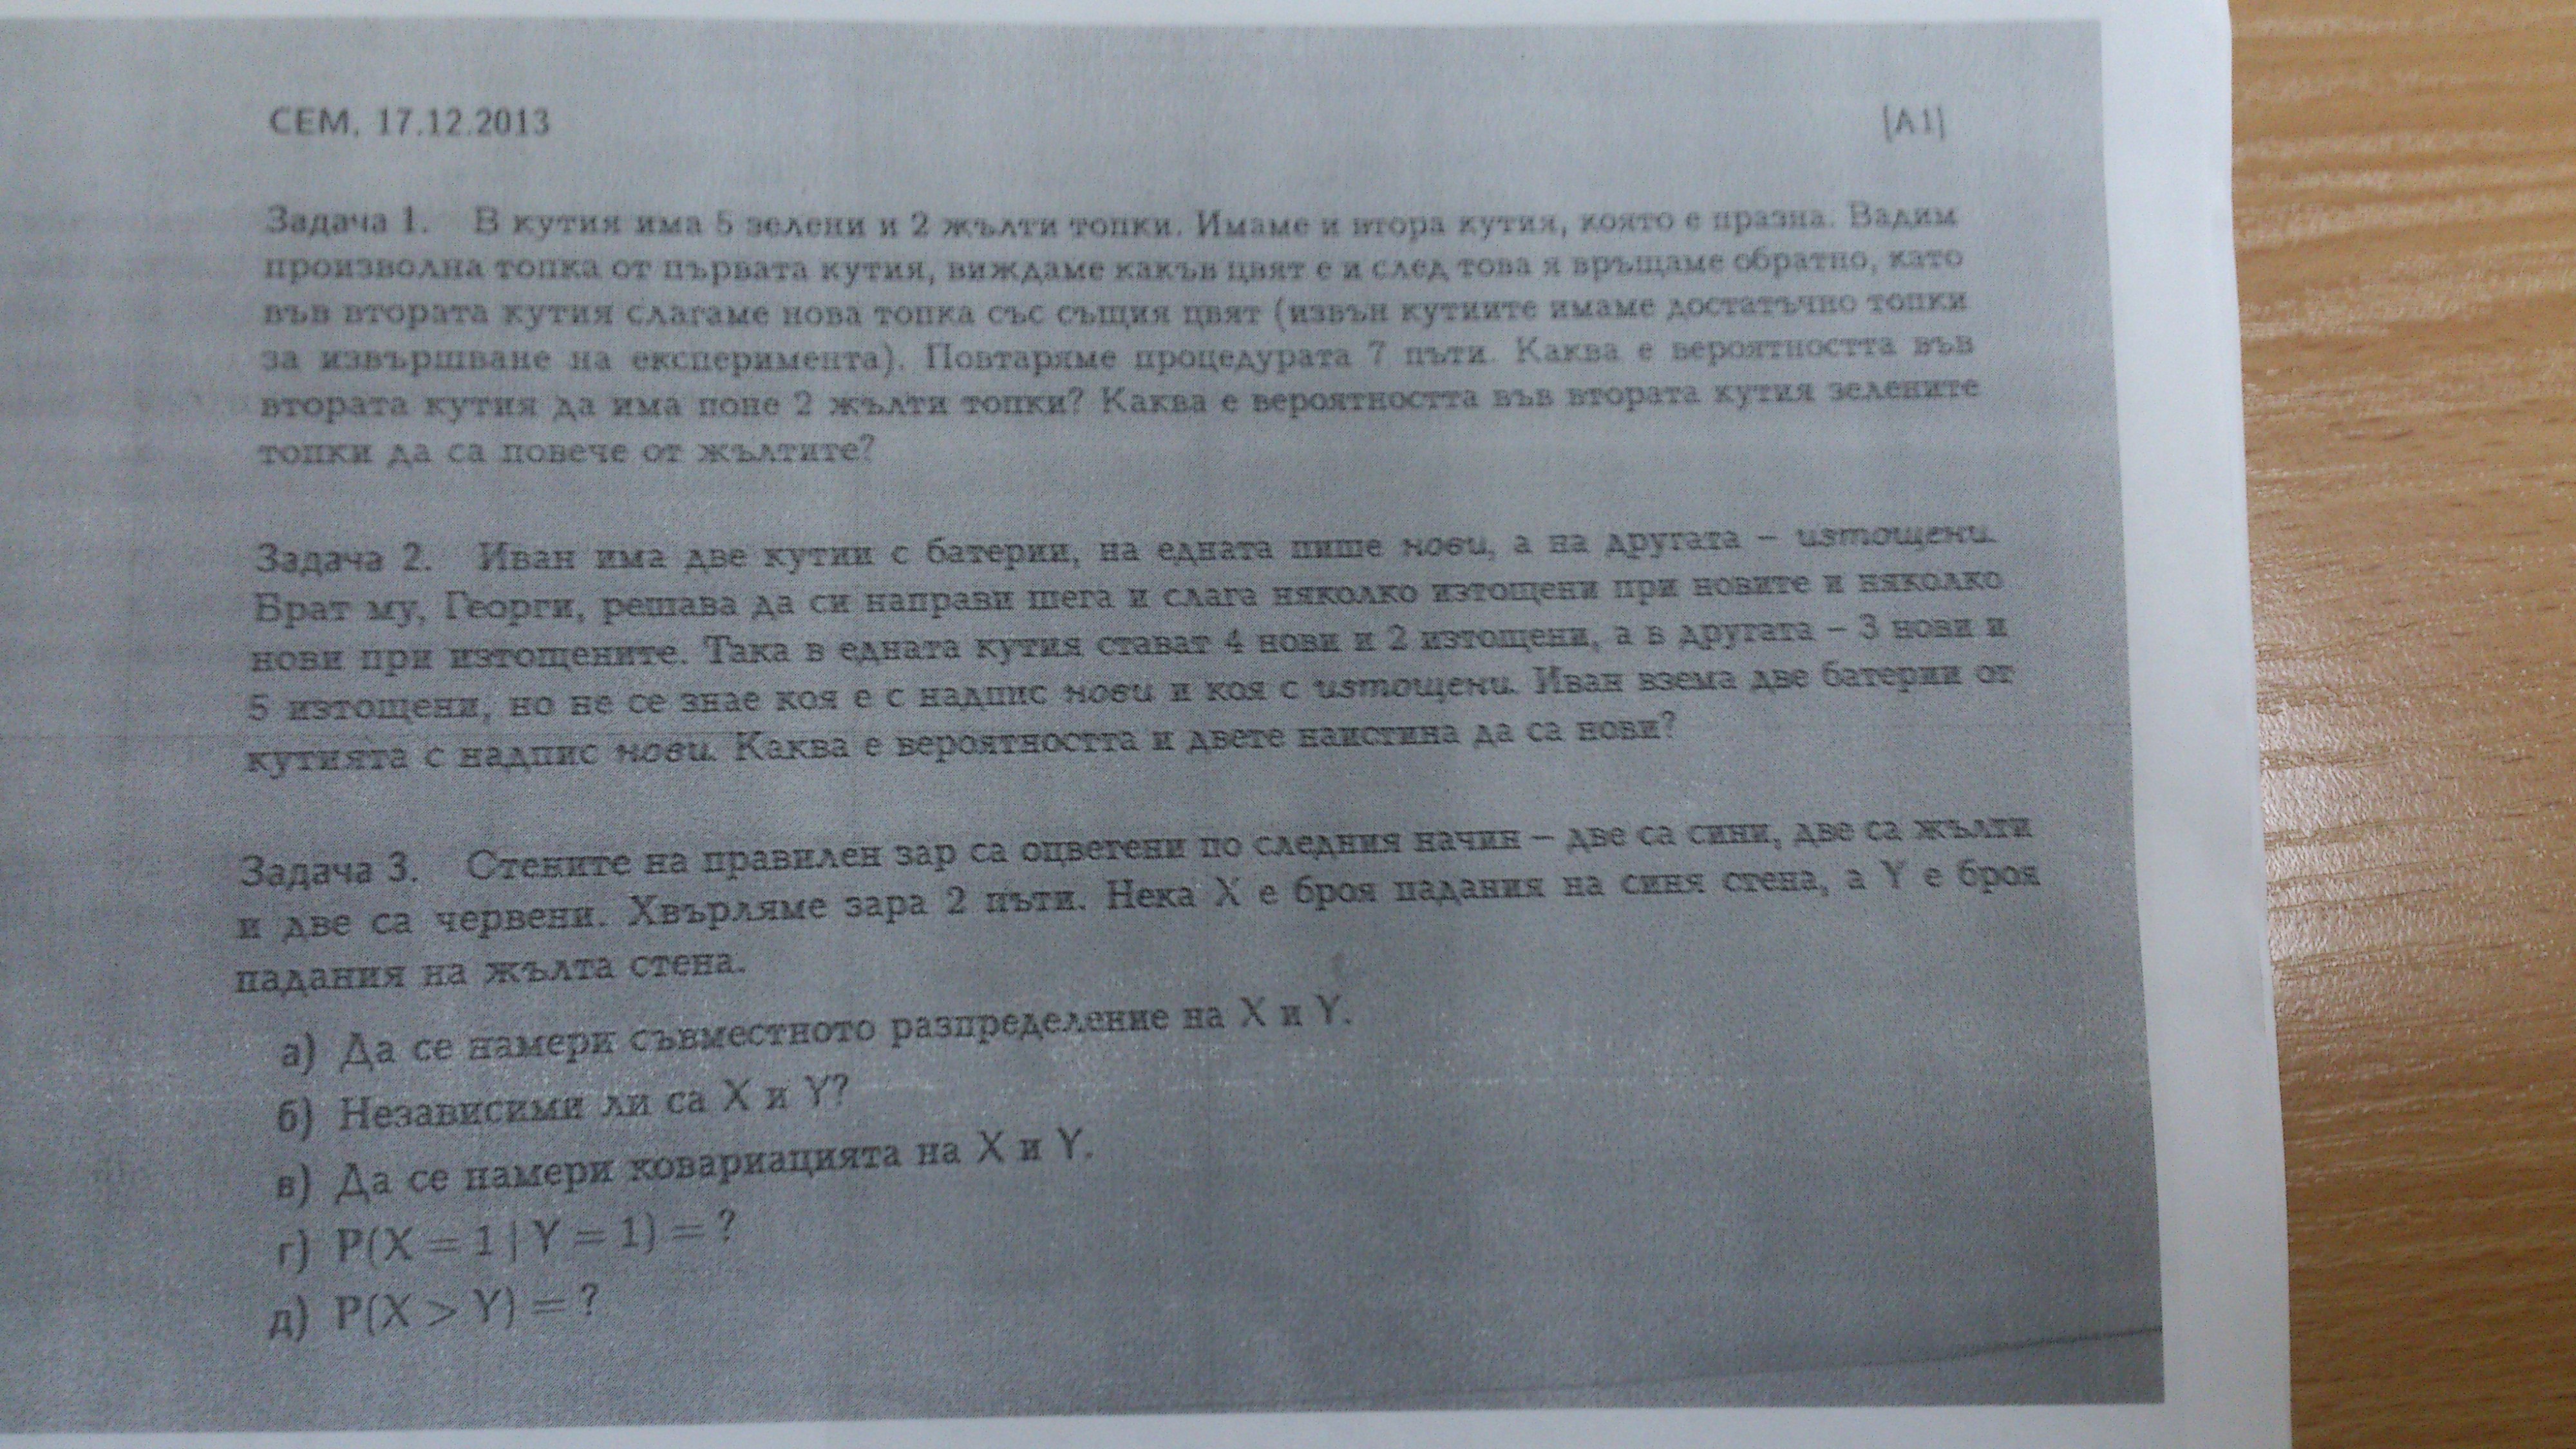 СЕМ. 17.12.2013
[A1]
Задача 1. В кутия има 5 зелени и 2 жълти топки. Имаме и втора кутия, която е празна. Вадим
произволна топка от първата кутия, виждаме какъв цвят е и след това я връщаме обратно, като
във втората кутия слагаме нова топка със същия цвят (извън кутиите имаме достатъчно топки
за извършване на експеримента). Повтаряме процедурата 7 пъти. Каква е вероятността във
втората кутия да има поне 2 жълти топки? Каква е вероятността във втората кутия зелените
топки да са повече от жълтите?
Задача 2. Иван има две кутии с батерии, на едната пише нови, а на другата – изтощени.
Брат му, Георги, решава да си направи шега и слага няколко изтощени при новите и няколко
нови при изтощените. Така в едната кутия стават 4 нови и 2 изтощени, а в другата – 3 нови и
5 изтощени, но не се знае коя е с надпис нови и коя с изтощени. Иван взема две батерии от
кутията с надпис нови. Каква е вероятността и двете наистина да са нови?
Задача 3. Стените на правилен зар са оцветени по следния начин – две са сини, две са жълти
и две са червени. Хвърляме зара 2 пъти. Нека X е броя падания на синя стена, а Y е броя
падания на жълта стена.
а) Да се намери съвместното разпределение на X и Y.
б) Независими ли са X и Y?
в) Да се намери ковариацията на X и Y.
г) P(X = 1 | Y = 1) = ?
д) P(X > Y) = ?